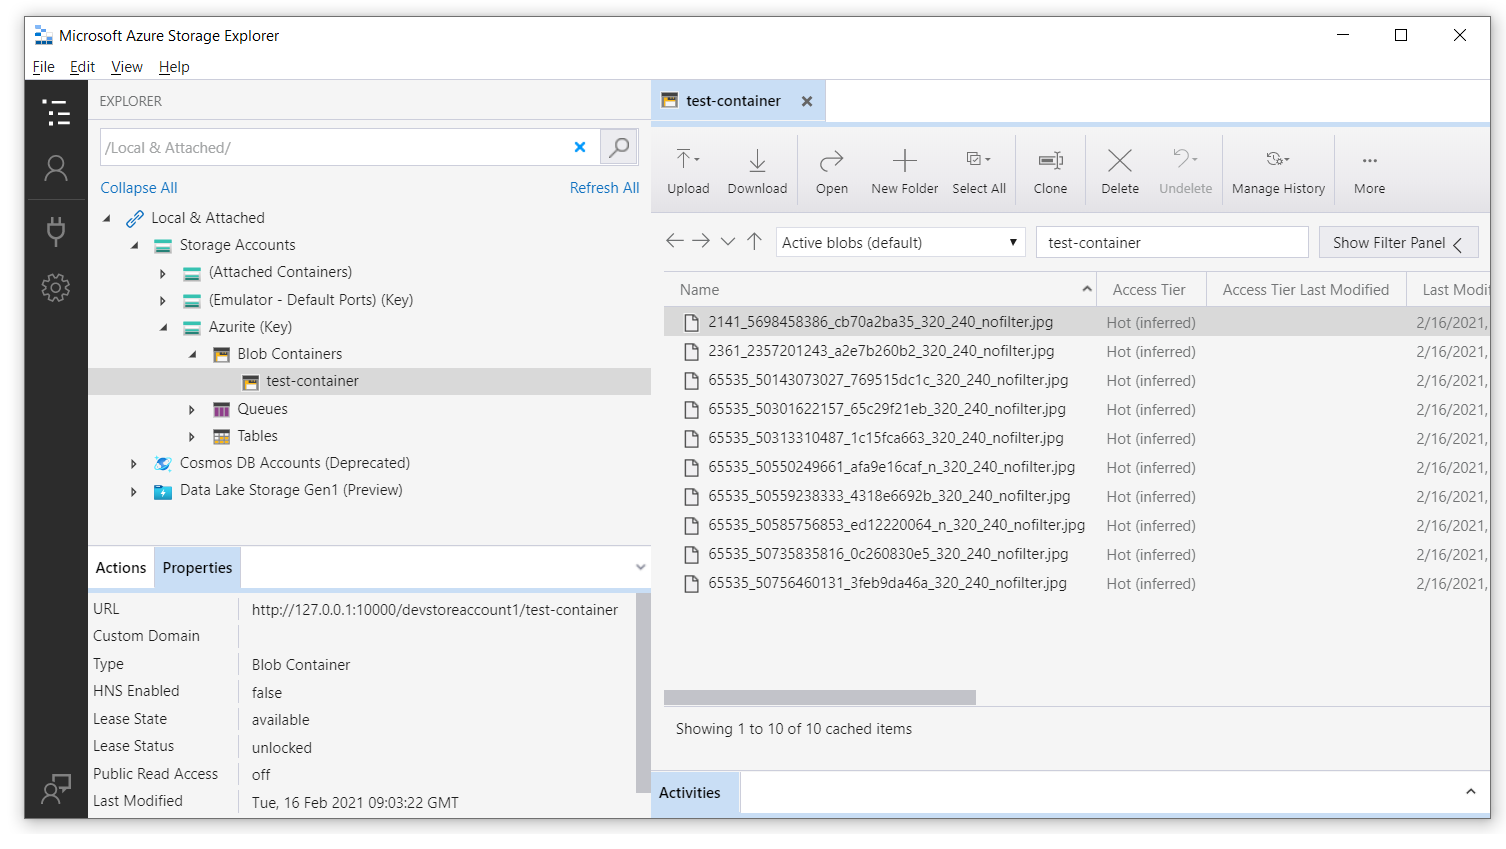 Microsoft Azure Storage Explorer
File Edit View Help
EXPLORER
/Local & Attached/
Collapse All Refresh All
Local & Attached
Storage Accounts
(Attached Containers)
(Emulator - Default Ports) (Key)
Azurite (Key)
Blob Containers
test-container
Queues
Tables
Cosmos DB Accounts (Deprecated)
Data Lake Storage Gen1 (Preview)
Actions Properties
URL http://127.0.0.1:10000/devstoreaccount1/test-container
Custom Domain
Type Blob Container
HNS Enabled false
Lease State available
Lease Status unlocked
Public Read Access off
Last Modified Tue, 16 Feb 2021 09:03:22 GMT
test-container
Upload Download Open New Folder Select All Clone Delete Undelete Manage History More
Active blobs (default) test-container Show Filter Panel
Name Access Tier Access Tier Last Modified Last Modi
2141_5698458386_cb70a2ba35_320_240_nofilter.jpg Hot (inferred) 2/16/2021,
2361_2357201243_a2e7b260b2_320_240_nofilter.jpg Hot (inferred) 2/16/2021,
65535_50143073027_769515dc1c_320_240_nofilter.jpg Hot (inferred) 2/16/2021,
65535_50301622157_65c29f21eb_320_240_nofilter.jpg Hot (inferred) 2/16/2021,
65535_50313310487_1c15fca663_320_240_nofilter.jpg Hot (inferred) 2/16/2021,
65535_50550249661_afa9e16caf_n_320_240_nofilter.jpg Hot (inferred) 2/16/2021,
65535_50559238333_4318e6692b_320_240_nofilter.jpg Hot (inferred) 2/16/2021,
65535_50585756853_ed12220064_n_320_240_nofilter.jpg Hot (inferred) 2/16/2021,
65535_50735835816_0c260830e5_320_240_nofilter.jpg Hot (inferred) 2/16/2021,
65535_50756460131_3feb9da46a_320_240_nofilter.jpg Hot (inferred) 2/16/2021,
Showing 1 to 10 of 10 cached items
Activities